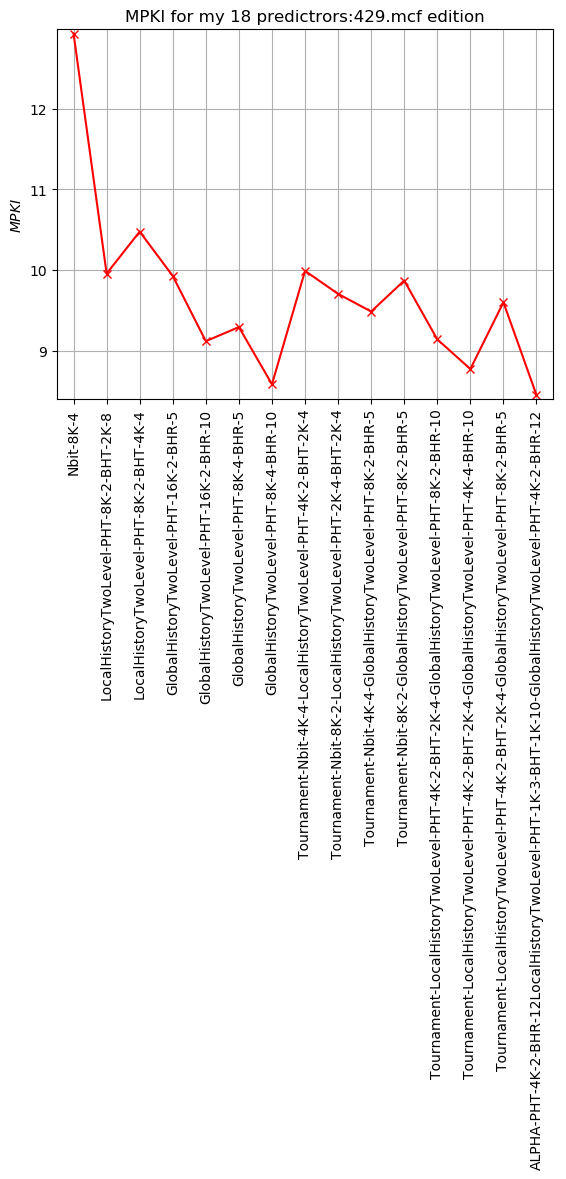 MPKI for my 18 predictrors:429.mcf edition
12
11
10
9
MPKI
Nbit-8K-4
LocalHistoryTwoLevel-PHT-8K-2-BHT-2K-8
LocalHistoryTwoLevel-PHT-8K-2-BHT-4K-4
GlobalHistoryTwoLevel-PHT-16K-2-BHR-5
GlobalHistoryTwoLevel-PHT-16K-2-BHR-10
GlobalHistoryTwoLevel-PHT-8K-4-BHR-5
GlobalHistoryTwoLevel-PHT-8K-4-BHR-10
Tournament-Nbit-4K-4-LocalHistoryTwoLevel-PHT-4K-2-BHT-2K-4
Tournament-Nbit-8K-2-LocalHistoryTwoLevel-PHT-2K-4-BHT-2K-4
Tournament-Nbit-4K-4-GlobalHistoryTwoLevel-PHT-8K-2-BHR-5
Tournament-Nbit-8K-2-GlobalHistoryTwoLevel-PHT-8K-2-BHR-5
Tournament-LocalHistoryTwoLevel-PHT-4K-2-BHT-2K-4-GlobalHistoryTwoLevel-PHT-8K-2-BHR-10
Tournament-LocalHistoryTwoLevel-PHT-4K-2-BHT-2K-4-GlobalHistoryTwoLevel-PHT-4K-4-BHR-10
Tournament-LocalHistoryTwoLevel-PHT-4K-2-BHT-2K-4-GlobalHistoryTwoLevel-PHT-8K-2-BHR-5
ALPHA-PHT-4K-2-BHR-12LocalHistoryTwoLevel-PHT-1K-3-BHT-1K-10-GlobalHistoryTwoLevel-PHT-4K-2-BHR-12